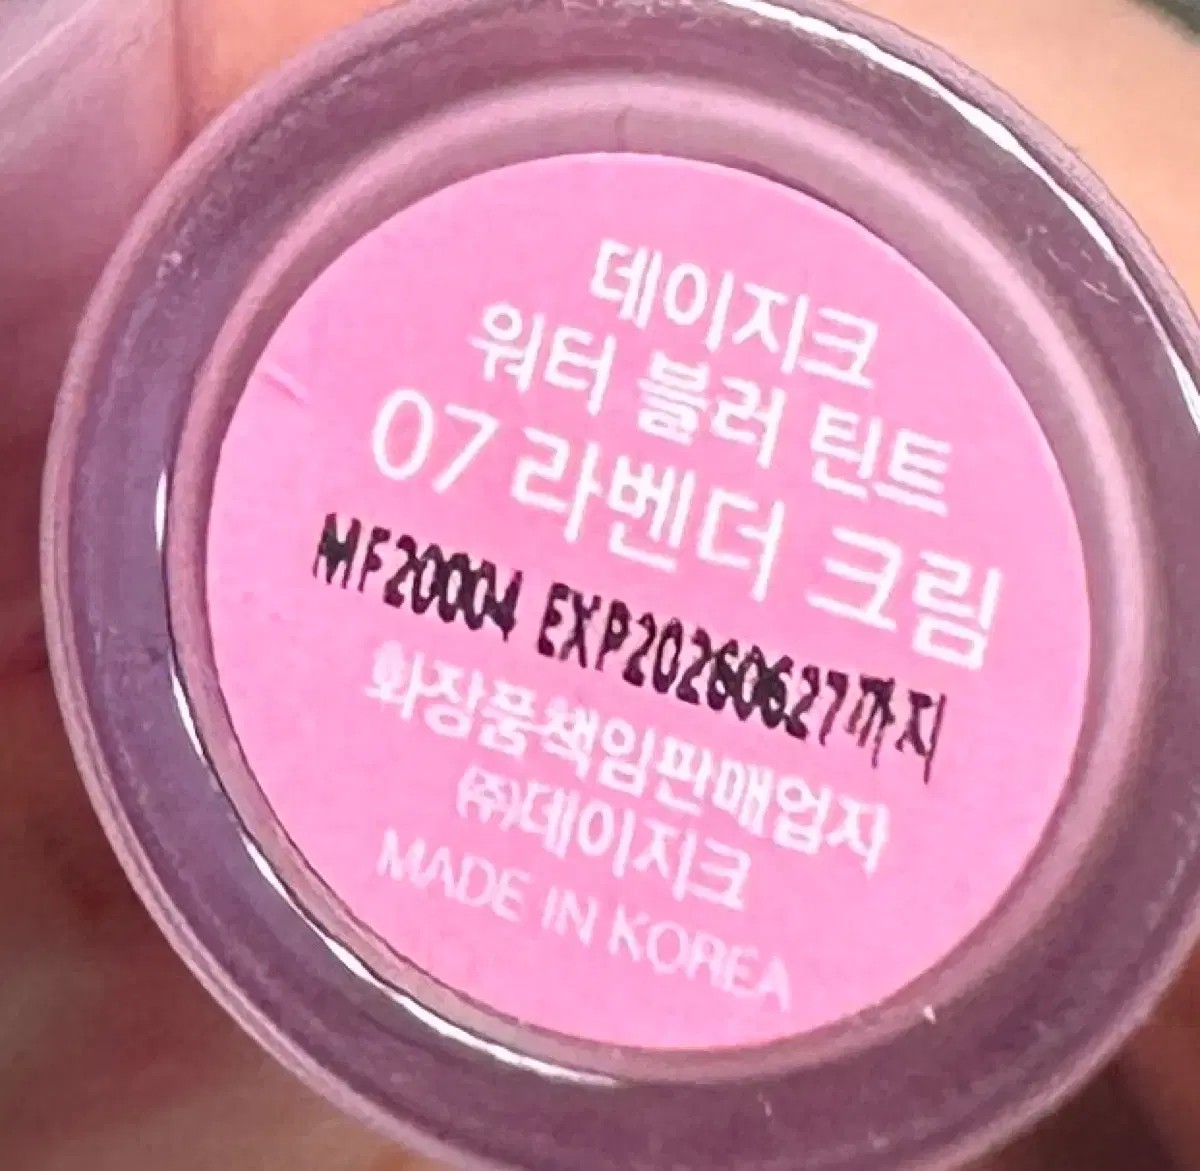 데이지크
워터 블러 틴트
07 라벤더 크림
MF20004 EXP20260627까지
화장품책임판매업자
㈜데이지크
MADE IN KOREA